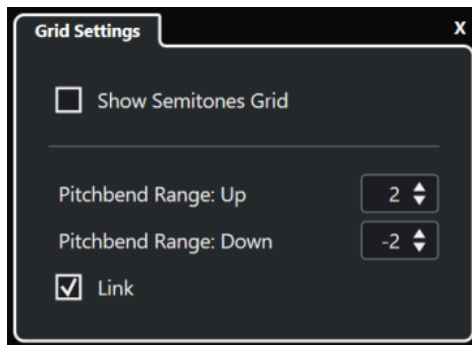 Grid Settings X
Show Semitones Grid
Pitchbend Range: Up 2
Pitchbend Range: Down -2
Link